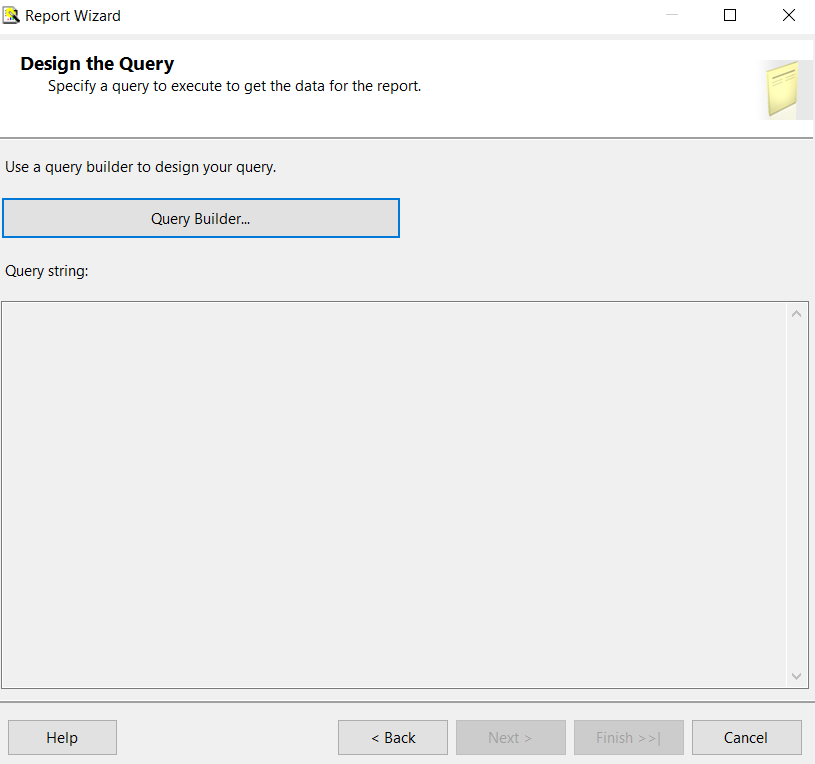 Report Wizard
Design the Query
Specify a query to execute to get the data for the report.
Use a query builder to design your query.
Query Builder...
Query string:
Help
< Back
Next >
Finish >>|
Cancel